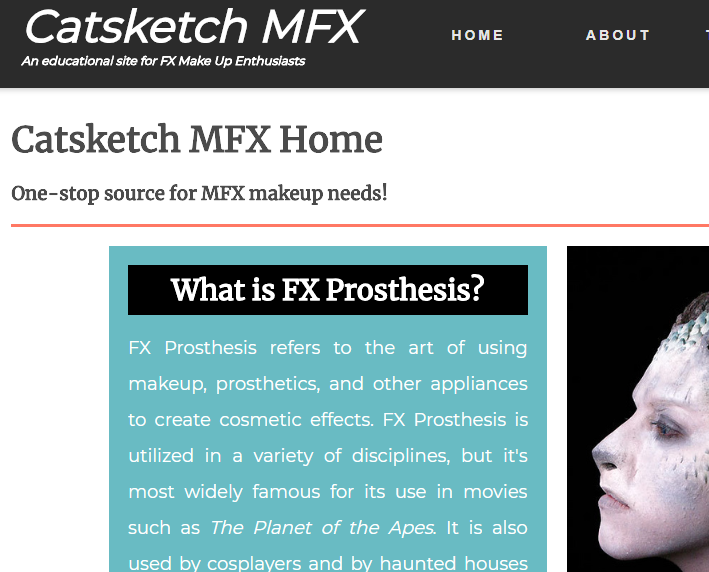 Catsketch MFX
An educational site for FX Make Up Enthusiasts
HOME ABOUT
Catsketch MFX Home
One-stop source for MFX makeup needs!
What is FX Prosthesis?
FX Prosthesis refers to the art of using
makeup, prosthetics, and other appliances
to create cosmetic effects. FX Prosthesis is
utilized in a variety of disciplines, but it's
most widely famous for its use in movies
such as The Planet of the Apes. It is also
used by cosplayers and by haunted houses